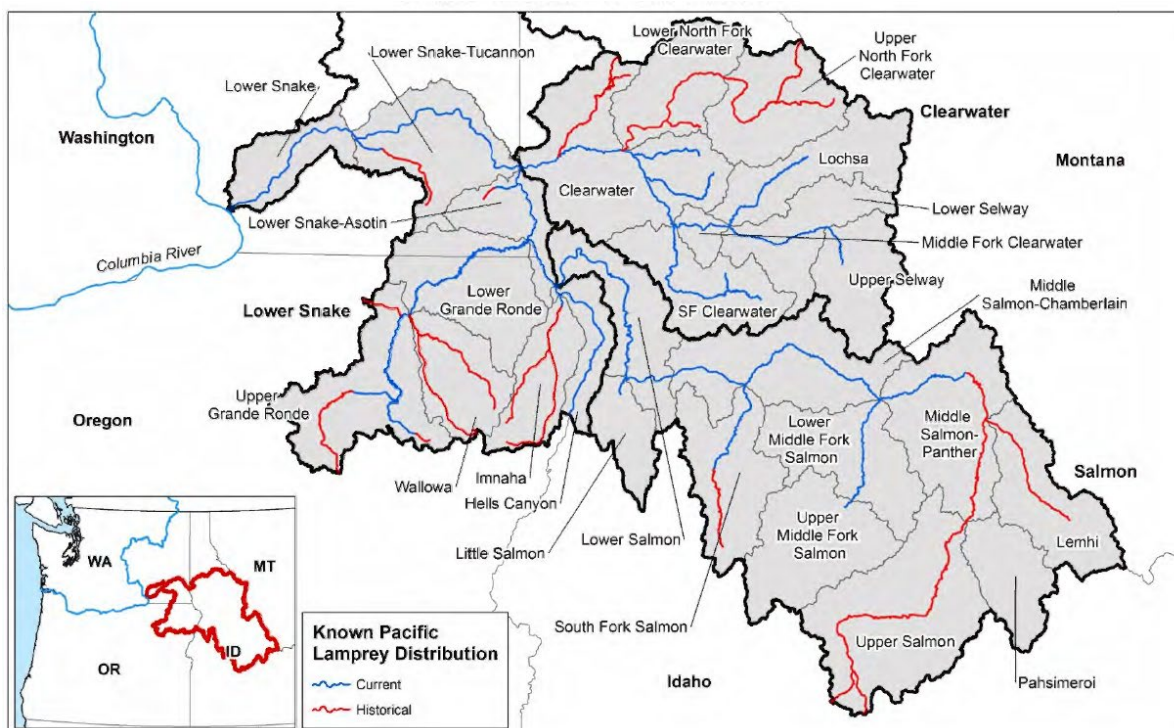 Lower North Fork
Clearwater
Upper
North Fork
Clearwater
Lower Snake-Tucannon
Lower Snake
Washington
Clearwater
Montana
Lochsa
Clearwater
Lower Selway
Lower Snake-Asotin
Middle Fork Clearwater
Columbia River
Upper Selway
Middle
Salmon-Chamberlain
Lower
Grande Ronde
Lower Snake
SF Clearwater
Upper
Grande Ronde
Oregon
Lower
Middle Fork
Salmon
Middle
Salmon-
Panther
Salmon
Imnaha
Wallowa
Hells Canyon
Little Salmon
Lower Salmon
Upper
Middle Fork
Salmon
Lemhi
South Fork Salmon
Upper Salmon
Idaho
Pahsimeroi
WA
MT
OR
ID
Known Pacific
Lamprey Distribution
Current
Historical